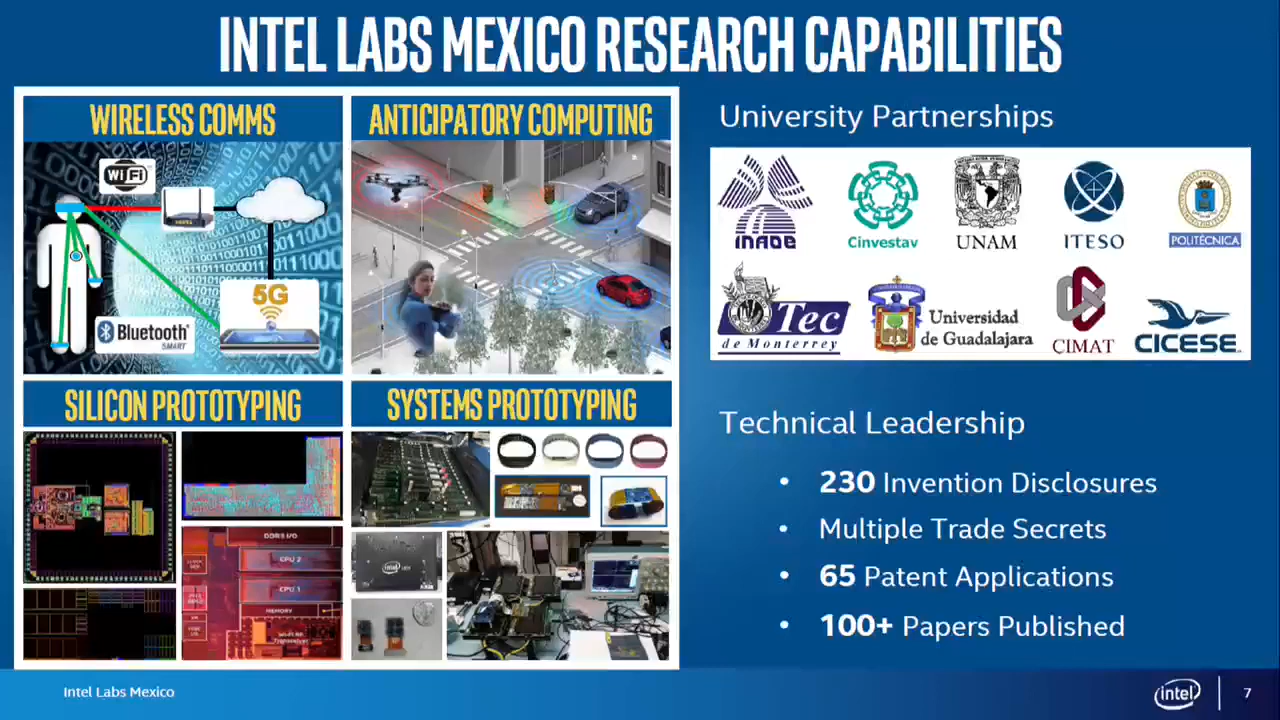 INTEL LABS MEXICO RESEARCH CAPABILITIES
WIRELESS COMMS
WiFi
5G
Bluetooth®
SMART
ANTICIPATORY COMPUTING
SILICON PROTOTYPING
DDR3 I/O
CPU 2
CPU 1
MEMORY
SYSTEMS PROTOTYPING
intel
University Partnerships
INAOE
Cinvestav
UNAM
ITESO
POLITÉCNICA
Tec
de Monterrey
Universidad
de Guadalajara
CIMAT
CICESE
Technical Leadership
• 230 Invention Disclosures
• Multiple Trade Secrets
• 65 Patent Applications
• 100+ Papers Published
Intel Labs Mexico
intel
7